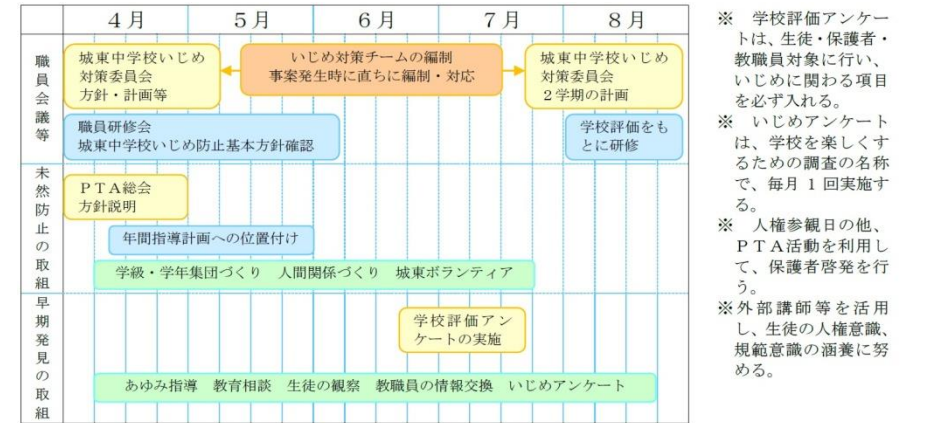 ４月 ５月 ６月 ７月 ８月
職員会議等
城東中学校いじめ
対策委員会
方針・計画等
いじめ対策チームの編制
事案発生時に直ちに編制・対応
城東中学校いじめ
対策委員会
２学期の計画
職員研修会
城東中学校いじめ防止基本方針確認
学校評価をも
とに研修
未然防止の取組
ＰＴＡ総会
方針説明
年間指導計画への位置付け
学級・学年集団づくり 人間関係づくり 城東ボランティア
早期発見の取組
学校評価アン
ケートの実施
あゆみ指導 教育相談 生徒の観察 教職員の情報交換 いじめアンケート
※ 学校評価アンケー
トは、生徒・保護者・
教職員対象に行い、
いじめに関わる項目
を必ず入れる。
※ いじめアンケート
は、学校を楽しくす
るための調査の名称
で、毎月１回実施す
る。
※ 人権参観日の他、
ＰＴＡ活動を利用し
て、保護者啓発を行
う。
※外部講師等を活用
し、生徒の人権意識、
規範意識の涵養に努
める。